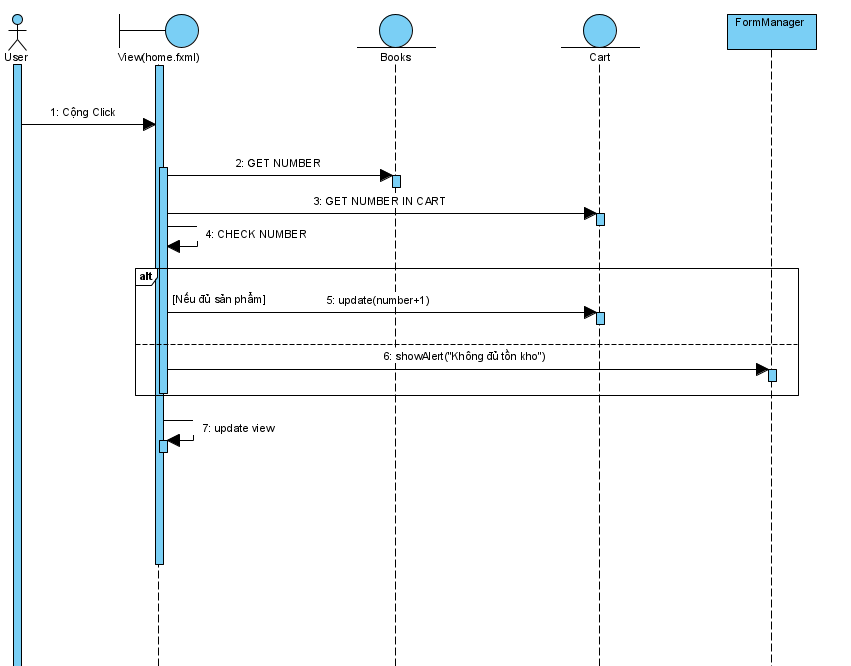 User
View(home.fxml)
Books
Cart
FormManager
1: Cộng Click
2: GET NUMBER
3: GET NUMBER IN CART
4: CHECK NUMBER
alt
[Nếu đủ sản phẩm]
5: update(number+1)
6: showAlert("Không đủ tồn kho")
7: update view